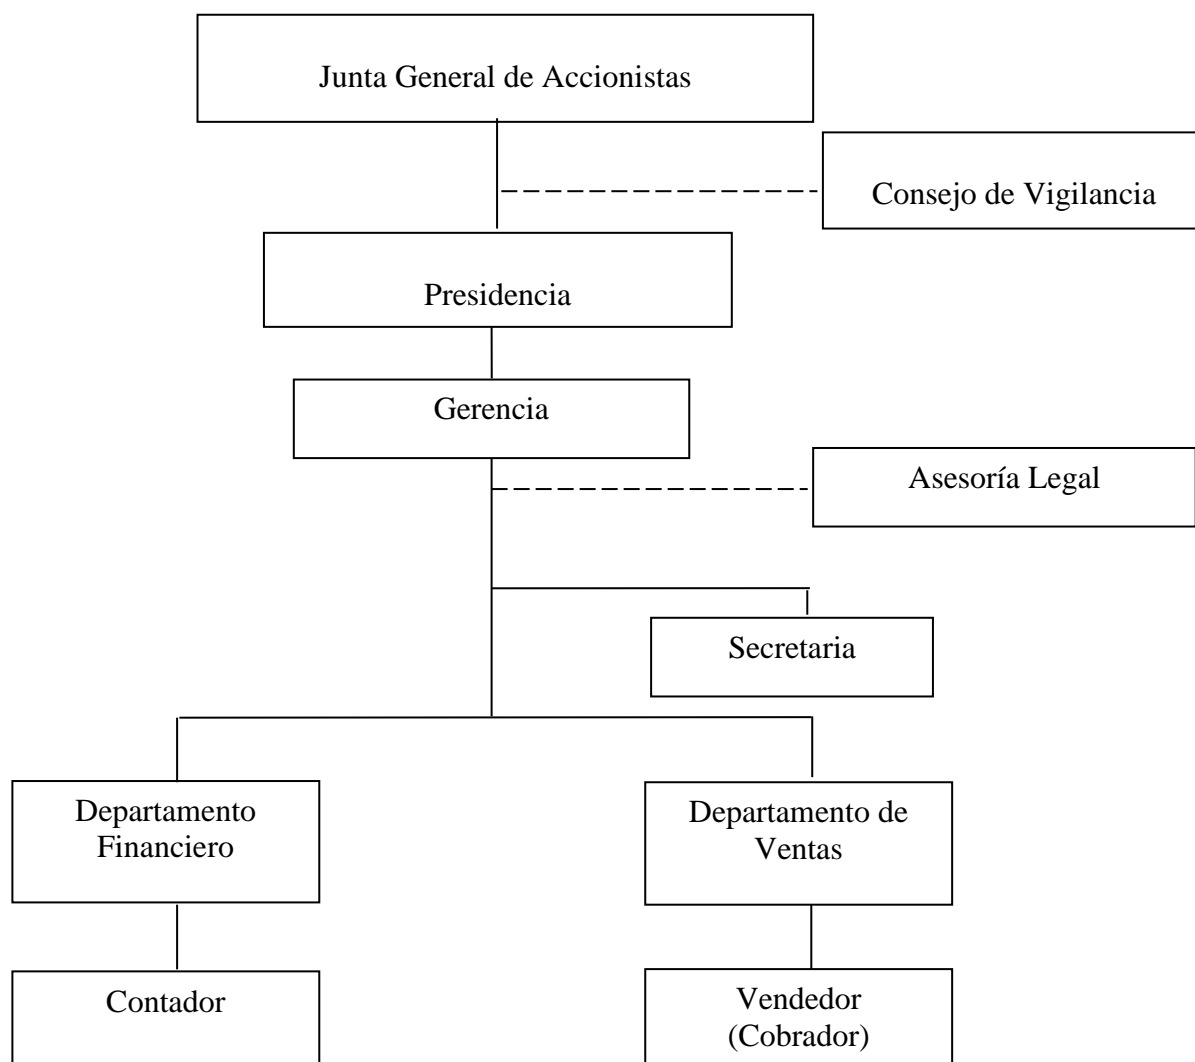 Junta General de Accionistas
Consejo de Vigilancia
Presidencia
Gerencia
Asesoría Legal
Secretaria
Departamento
Financiero
Departamento de
Ventas
Contador
Vendedor
(Cobrador)